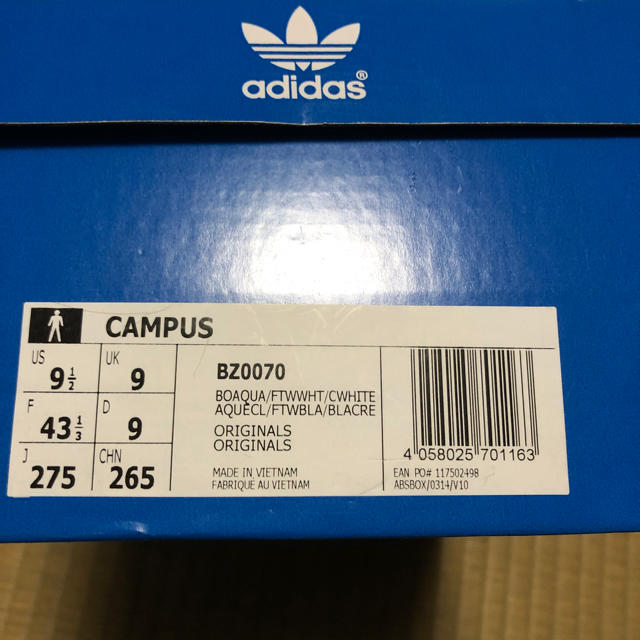 adidas®
CAMPUS
US 9 1/2 UK 9
F 43 1/3 D 9
J 275 CHN 265
BZ0070
BOAQUA/FTWWHT/CWHITE
AQUECL/FTWBLA/BLACRE
ORIGINALS
ORIGINALS
MADE IN VIETNAM
FABRIQUÉ AU VIETNAM
4 058025 701163
EAN PO# 117502498
ABSBOX/0314/V10